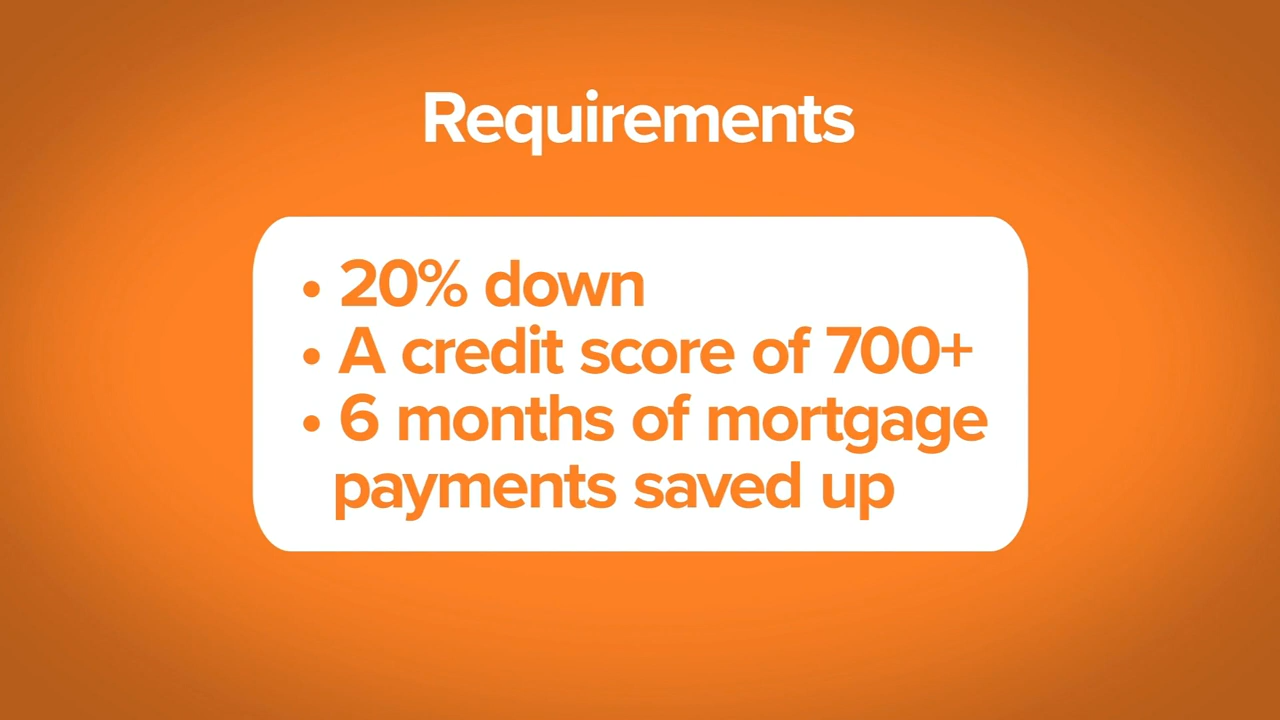 Requirements
• 20% down
• A credit score of 700+
• 6 months of mortgage
payments saved up